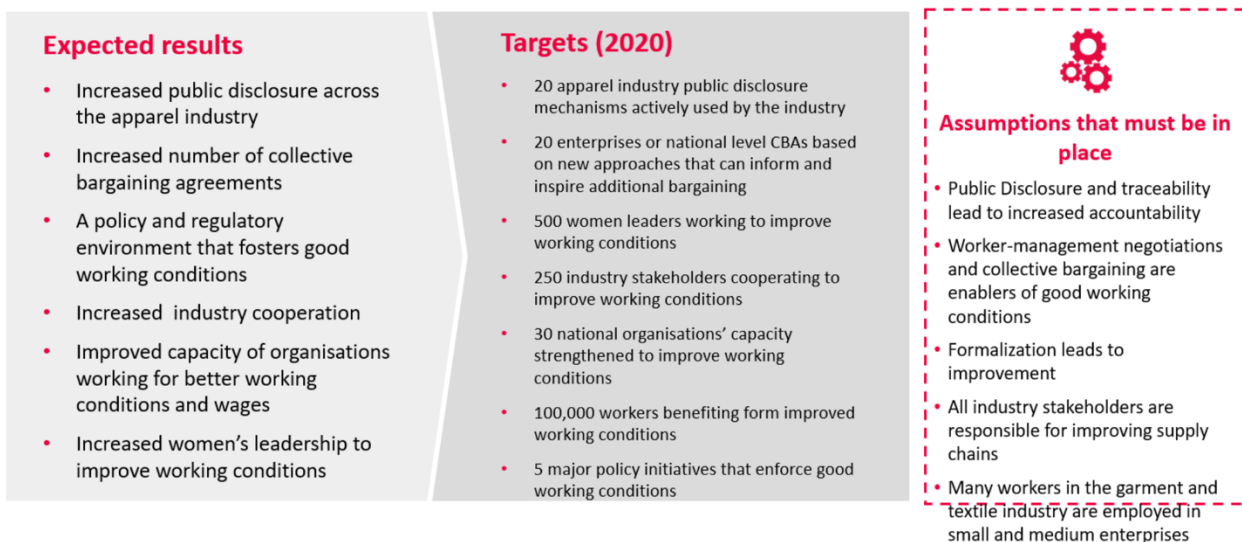 Expected results
• Increased public disclosure across
the apparel industry
• Increased number of collective
bargaining agreements
• A policy and regulatory
environment that fosters good
working conditions
• Increased  industry cooperation
• Improved capacity of organisations
working for better working
conditions and wages
• Increased women's leadership to
improve working conditions
Targets (2020)
• 20 apparel industry public disclosure
mechanisms actively used by the industry
• 20 enterprises or national level CBAs based
on new approaches that can inform and
inspire additional bargaining
• 500 women leaders working to improve
working conditions
• 250 industry stakeholders cooperating to
improve working conditions
• 30 national organisations' capacity
strengthened to improve working
conditions
• 100,000 workers benefiting form improved
working conditions
• 5 major policy initiatives that enforce good
working conditions
Assumptions that must be in
place
• Public Disclosure and traceability
lead to increased accountability
• Worker-management negotiations
and collective bargaining are
enablers of good working
conditions
• Formalization leads to
improvement
• All industry stakeholders are
responsible for improving supply
chains
• Many workers in the garment and
textile industry are employed in
small and medium enterprises